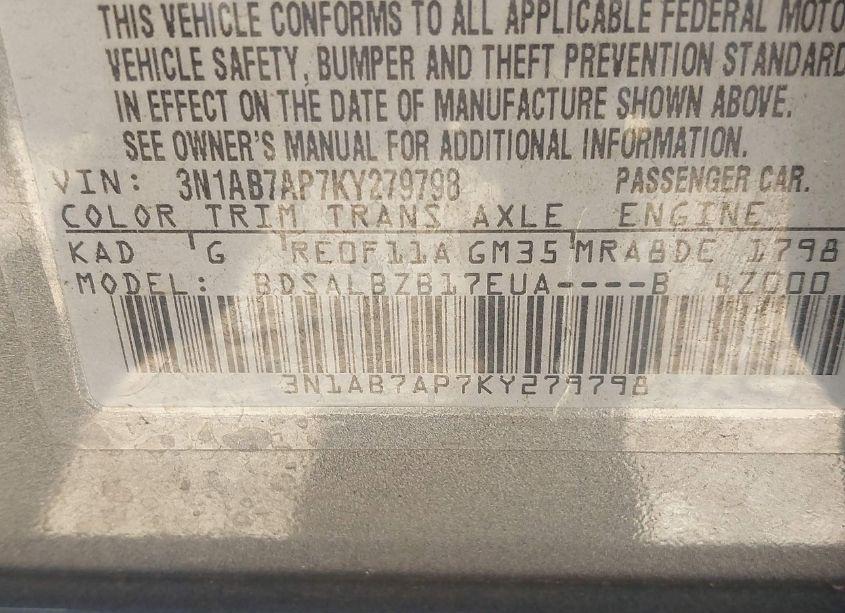 THIS VEHICLE CONFORMS TO ALL APPLICABLE FEDERAL MOTO
VEHICLE SAFETY, BUMPER AND THEFT PREVENTION STANDARD
IN EFFECT ON THE DATE OF MANUFACTURE SHOWN ABOVE.
SEE OWNER'S MANUAL FOR ADDITIONAL INFORMATION.
VIN: 3N1AB7AP7KY279798 PASSENGER CAR.
COLOR TRIM TRANS AXLE ENGINE
KAD G RE0F11A GM35 MRA8DE 1798
MODEL: BDSALBZB17EUA----B 4Z000
3N1AB7AP7KY279798